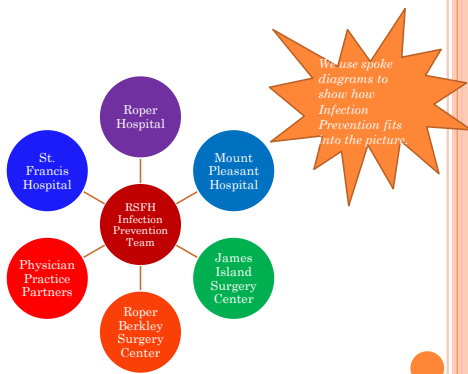 We use spoke
diagrams to
show how
Infection
Prevention fits
into the picture.
Roper
Hospital
St.
Francis
Hospital
Mount
Pleasant
Hospital
RSFH
Infection
Prevention
Team
Physician
Practice
Partners
James
Island
Surgery
Center
Roper
Berkley
Surgery
Center